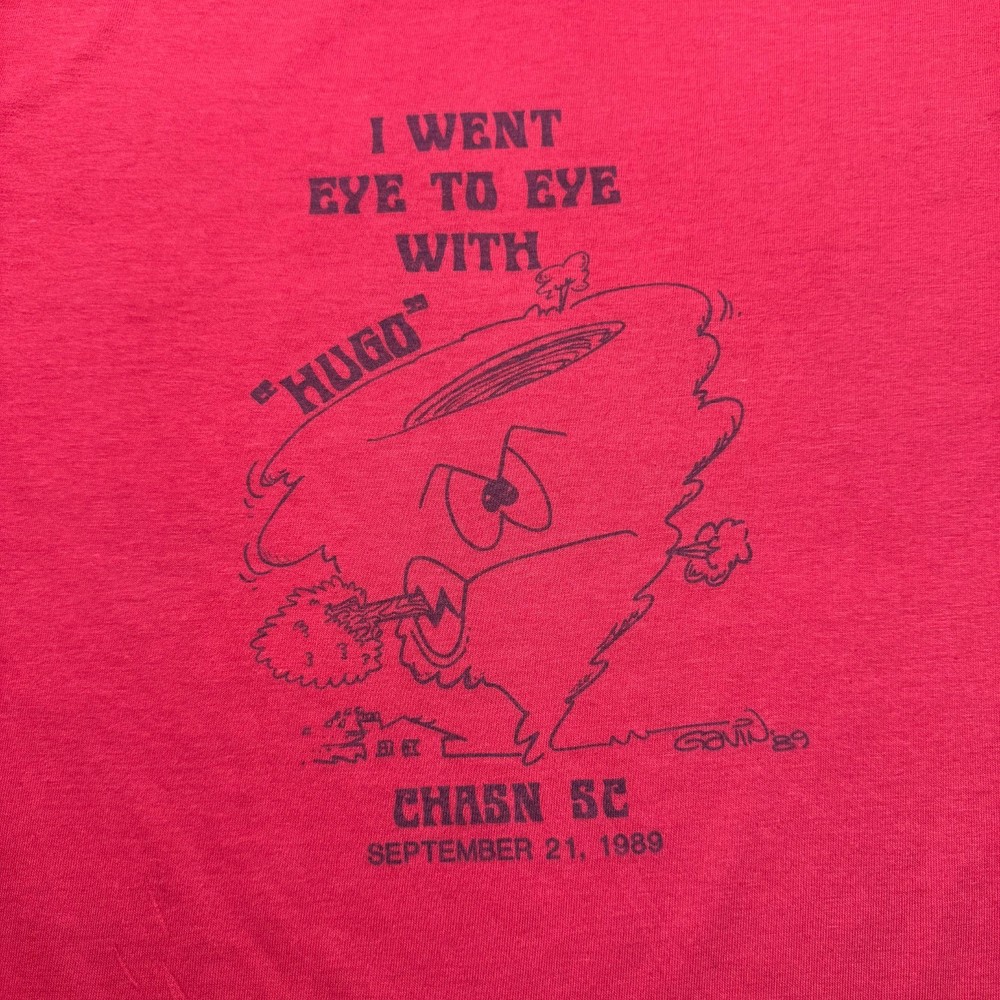 I WENT
EYE TO EYE
WITH
"HUGO"
GAVIN '89
CHASN SC
SEPTEMBER 21, 1989